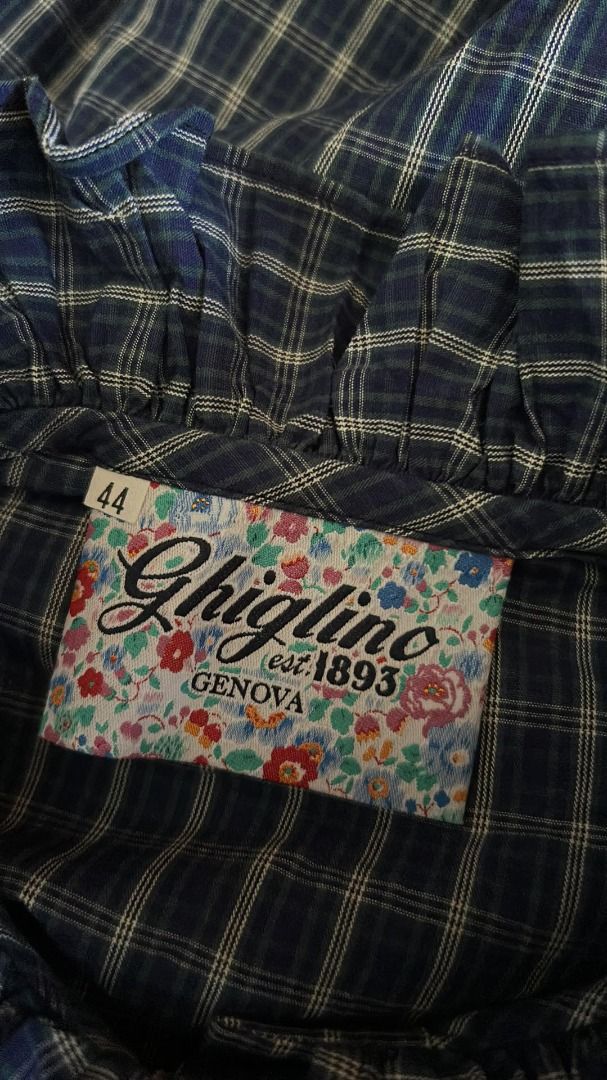 44
Ghiglino
est. 1893
GENOVA